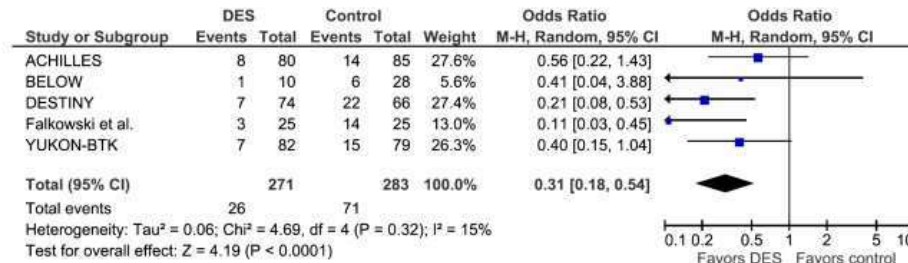 DES Control Odds Ratio Odds Ratio
Study or Subgroup Events Total Events Total Weight M-H, Random, 95% CI M-H, Random, 95% CI
ACHILLES 8 80 14 85 27.6% 0.56 [0.22, 1.43]
BELOW 1 10 6 28 5.6% 0.41 [0.04, 3.88]
DESTINY 7 74 22 66 27.4% 0.21 [0.08, 0.53]
Falkowski et al. 3 25 14 25 13.0% 0.11 [0.03, 0.45]
YUKON-BTK 7 82 15 79 26.3% 0.40 [0.15, 1.04]
Total (95% CI) 271 283 100.0% 0.31 [0.18, 0.54]
Total events 26 71
Heterogeneity: Tau² = 0.06; Chi² = 4.69, df = 4 (P = 0.32); I² = 15%
Test for overall effect: Z = 4.19 (P < 0.0001)
0.1 0.2 0.5 1 2 5 10
Favors DES Favors control